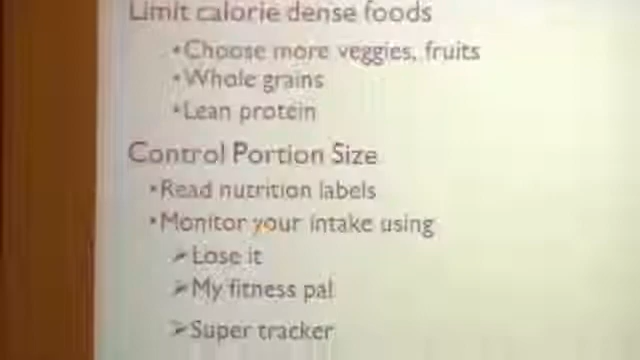 Limit calorie dense foods
•Choose more veggies, fruits
•Whole grains
•Lean protein
Control Portion Size
•Read nutrition labels
•Monitor your intake using
➢Lose it
➢My fitness pal
➢Super tracker